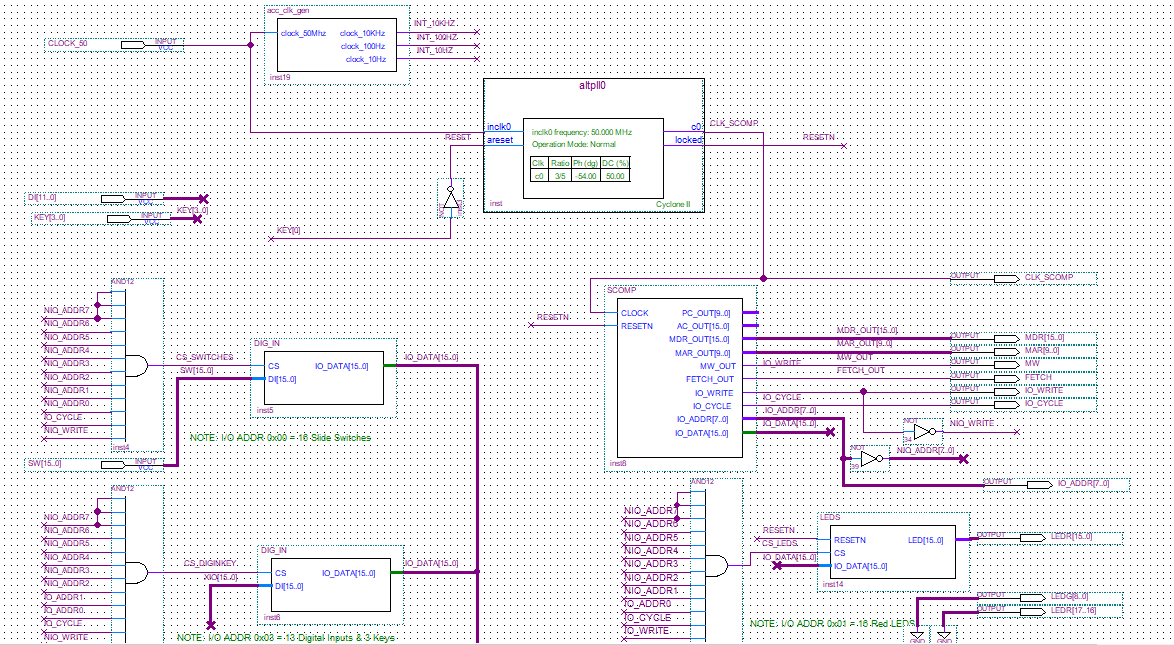 acc_clk_gen
clock_50Mhz clock_10KHz
clock_100Hz
clock_10Hz
inst19
INT_10KHZ
INT_100HZ
INT_10HZ
CLOCK_50 INPUT VCC
altpll0
inclk0 c0 CLK_SCOMP
RESET areset locked RESETN
inclk0 frequency: 50.000 MHz
Operation Mode: Normal
Clk Ratio Ph (dg) DC (%)
c0 3/5 -54.00 50.00
inst Cyclone II
DI[11..0] INPUT VCC
KEY[3..0] INPUT VCC KEY[3..0]
KEY[0]
OUTPUT CLK_SCOMP
AND12
NIO_ADDR7
NIO_ADDR6
NIO_ADDR5
NIO_ADDR4
NIO_ADDR3
NIO_ADDR2
NIO_ADDR1
NIO_ADDR0
IO_CYCLE
NIO_WRITE
inst4
CS_SWITCHES
SW[15..0]
DIG_IN
CS IO_DATA[15..0] IO_DATA[15..0]
DI[15..0]
inst5
NOTE: I/O ADDR 0x00 = 16 Slide Switches
SW[15..0] INPUT VCC
SCOMP
RESETN
CLOCK PC_OUT[9..0]
RESETN AC_OUT[15..0]
MDR_OUT[15..0]
MAR_OUT[9..0]
MW_OUT
FETCH_OUT
IO_WRITE
IO_CYCLE
IO_ADDR[7..0]
IO_DATA[15..0]
inst8
MDR_OUT[15..0] OUTPUT MDR[15..0]
MAR_OUT[9..0] OUTPUT MAR[9..0]
MW_OUT OUTPUT MW
IO_WRITE
FETCH_OUT OUTPUT FETCH
OUTPUT IO_WRITE
IO_CYCLE OUTPUT IO_CYCLE
IO_ADDR[7..0]
IO_DATA[15..0]
NOT NIO_WRITE
34
NOT NIO_ADDR[7..0]
39
OUTPUT IO_ADDR[7..0]
AND12
NIO_ADDR7
NIO_ADDR6
NIO_ADDR5
NIO_ADDR4
NIO_ADDR3
NIO_ADDR2
IO_ADDR1
IO_ADDR0
IO_CYCLE
NIO_WRITE
CS_DIGINKEY
XIO[15..0]
DIG_IN
CS IO_DATA[15..0] IO_DATA[15..0]
DI[15..0]
inst6
NOTE: I/O ADDR 0x03 = 13 Digital Inputs & 3 Keys
AND12
NIO_ADDR7
NIO_ADDR6
NIO_ADDR5
NIO_ADDR4
NIO_ADDR3
NIO_ADDR2
NIO_ADDR1
IO_ADDR0
IO_CYCLE
IO_WRITE
RESETN
CS_LEDS
IO_DATA[15..0]
LEDS
RESETN LED[15..0]
CS
IO_DATA[15..0]
inst14
OUTPUT LEDR[15..0]
OUTPUT LEDG[8..0]
OUTPUT LEDR[17..16]
NOTE: I/O ADDR 0x01 = 16 Red LEDS
GND GND